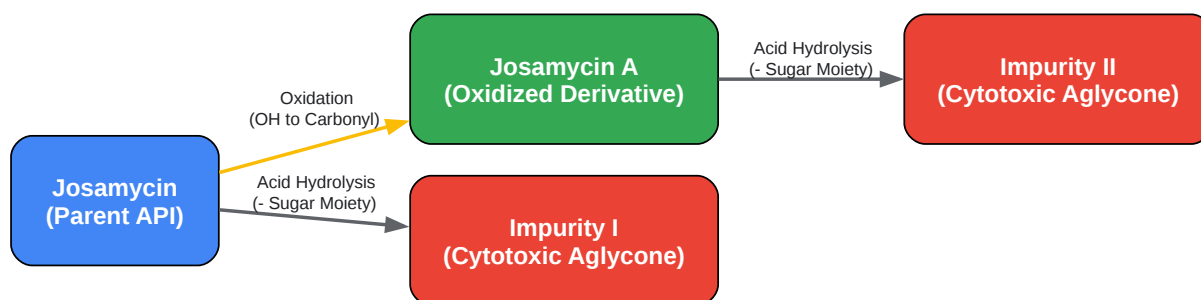 Josamycin
(Parent API)
Oxidation
(OH to Carbonyl)
Josamycin A
(Oxidized Derivative)
Acid Hydrolysis
(- Sugar Moiety)
Impurity II
(Cytotoxic Aglycone)
Acid Hydrolysis
(- Sugar Moiety)
Impurity I
(Cytotoxic Aglycone)